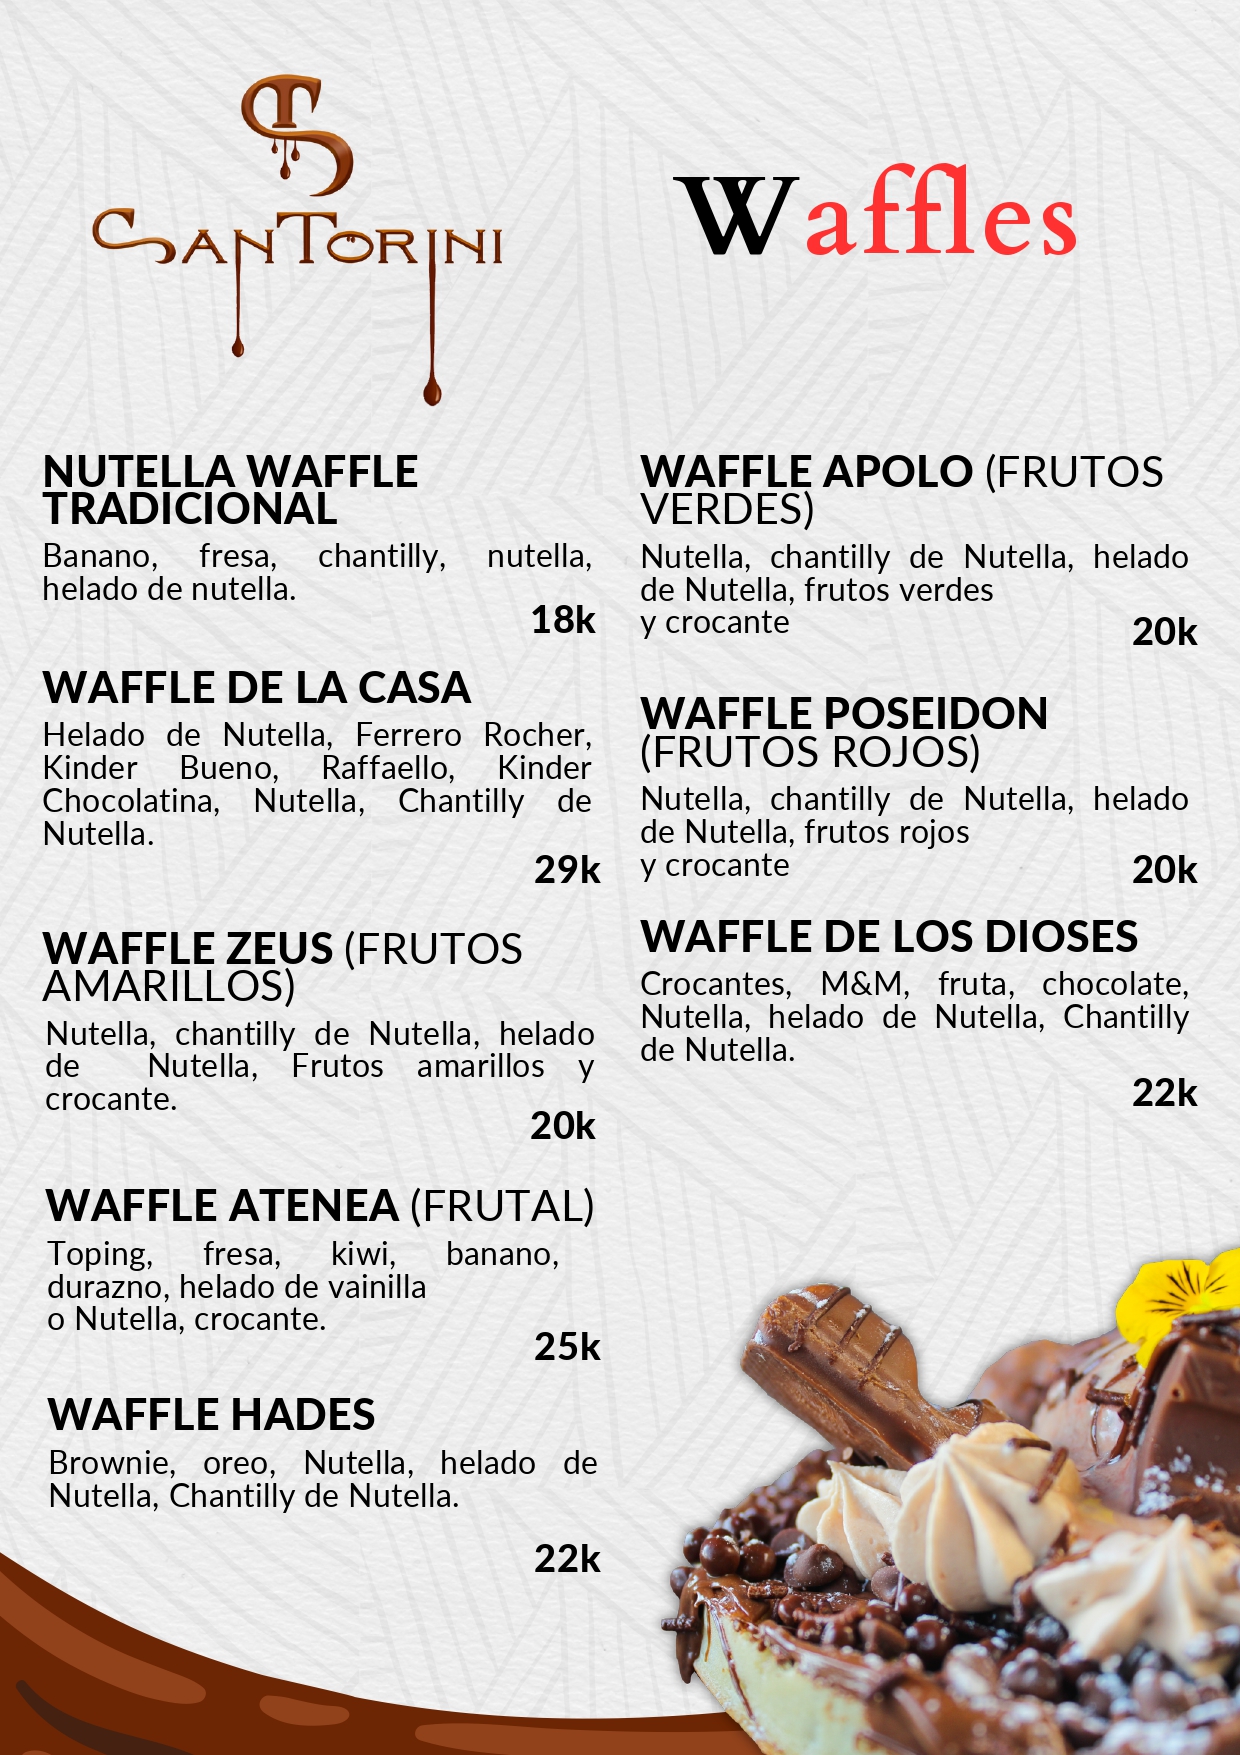 SANTORINI
Waffles
NUTELLA WAFFLE
TRADICIONAL
Banano, fresa, chantilly, nutella,
helado de nutella.
18k
WAFFLE DE LA CASA
Helado de Nutella, Ferrero Rocher,
Kinder Bueno, Raffaello, Kinder
Chocolatina, Nutella, Chantilly de
Nutella.
29k
WAFFLE ZEUS (FRUTOS
AMARILLOS)
Nutella, chantilly de Nutella, helado
de Nutella, Frutos amarillos y
crocante.
20k
WAFFLE ATENEA (FRUTAL)
Toping, fresa, kiwi, banano,
durazno, helado de vainilla
o Nutella, crocante.
25k
WAFFLE HADES
Brownie, oreo, Nutella, helado de
Nutella, Chantilly de Nutella.
22k
WAFFLE APOLO (FRUTOS
VERDES)
Nutella, chantilly de Nutella, helado
de Nutella, frutos verdes
y crocante
20k
WAFFLE POSEIDON
(FRUTOS ROJOS)
Nutella, chantilly de Nutella, helado
de Nutella, frutos rojos
y crocante
20k
WAFFLE DE LOS DIOSES
Crocantes, M&M, fruta, chocolate,
Nutella, helado de Nutella, Chantilly
de Nutella.
22k